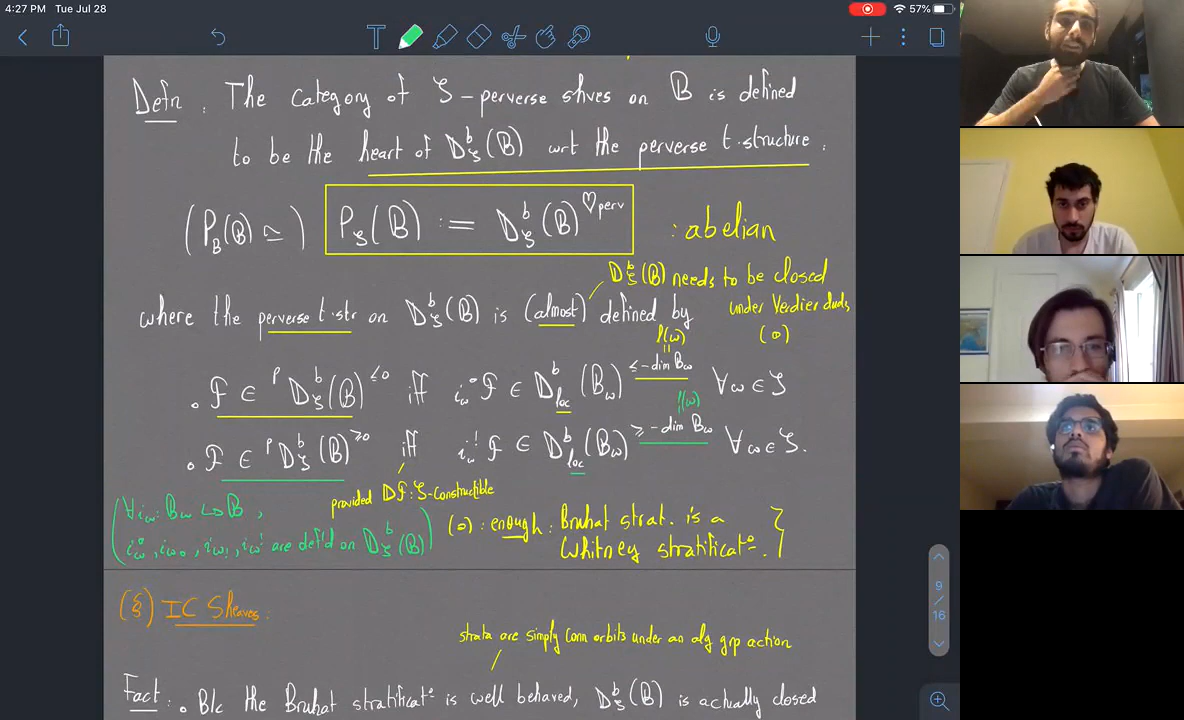 4:27 PM Tue Jul 28
57%
Defn : The category of S-perverse shves on B is defined
to be the heart of D^b_S(B) wrt the perverse t-structure.
(P_B(B) ≃) P_S(B) := D^b_S(B)^♡perv : abelian
D^b_S(B) needs to be closed
under Verdier duals
(o)
where the perverse t-str on D^b_S(B) is (almost) defined by
l(w)
. F ∈ ᵖD^b_S(B)^≤0 iff i_w^* F ∈ D^b_loc(B_w)^≤-dim B_w ∀w∈S
l(w)
. F ∈ ᵖD^b_S(B)^≥0 iff i_w^! F ∈ D^b_loc(B_w)^≥-dim B_w ∀w∈S.
provided DF : S-constructible
(∀i_w: B_w ↪ B,
i_w^*, i_w*, i_w!, i_w^! are def'd on D^b_S(B))
(o) : enough : Bruhat strat. is a
Whitney stratificat°.
9
/
16
(§) IC Sheaves:
strata are simply conn orbits under an alg grp action
Fact : . B/c the Bruhat stratificat° is well behaved, D^b_S(B) is actually closed